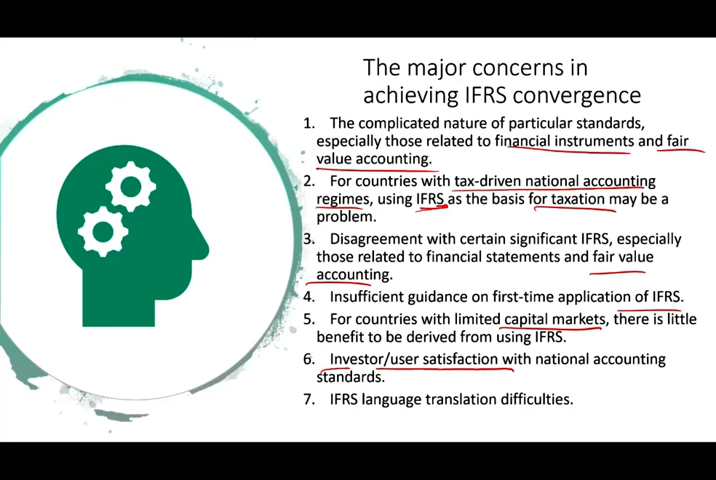 The major concerns in
achieving IFRS convergence
1. The complicated nature of particular standards,
especially those related to financial instruments and fair
value accounting.
2. For countries with tax-driven national accounting
regimes, using IFRS as the basis for taxation may be a
problem.
3. Disagreement with certain significant IFRS, especially
those related to financial statements and fair value
accounting.
4. Insufficient guidance on first-time application of IFRS.
5. For countries with limited capital markets, there is little
benefit to be derived from using IFRS.
6. Investor/user satisfaction with national accounting
standards.
7. IFRS language translation difficulties.